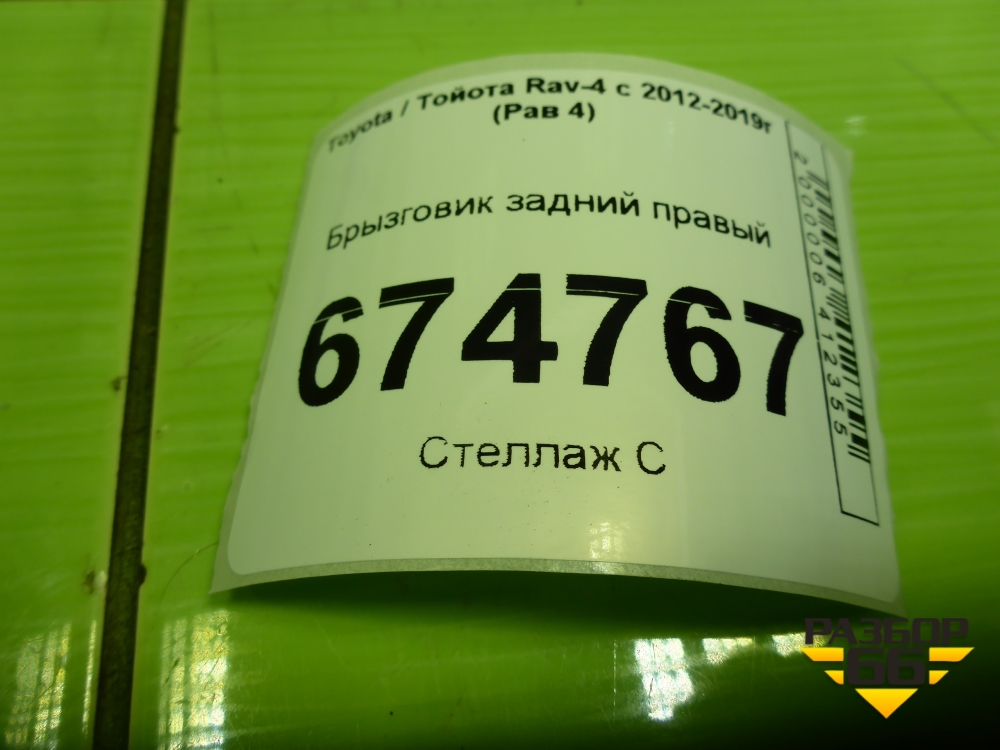 Toyota / Тойота Rav-4 с 2012-2019г
(Рав 4)
Брызговик задний правый
674767
Стеллаж С
2000006412355
РАЗБОР
66